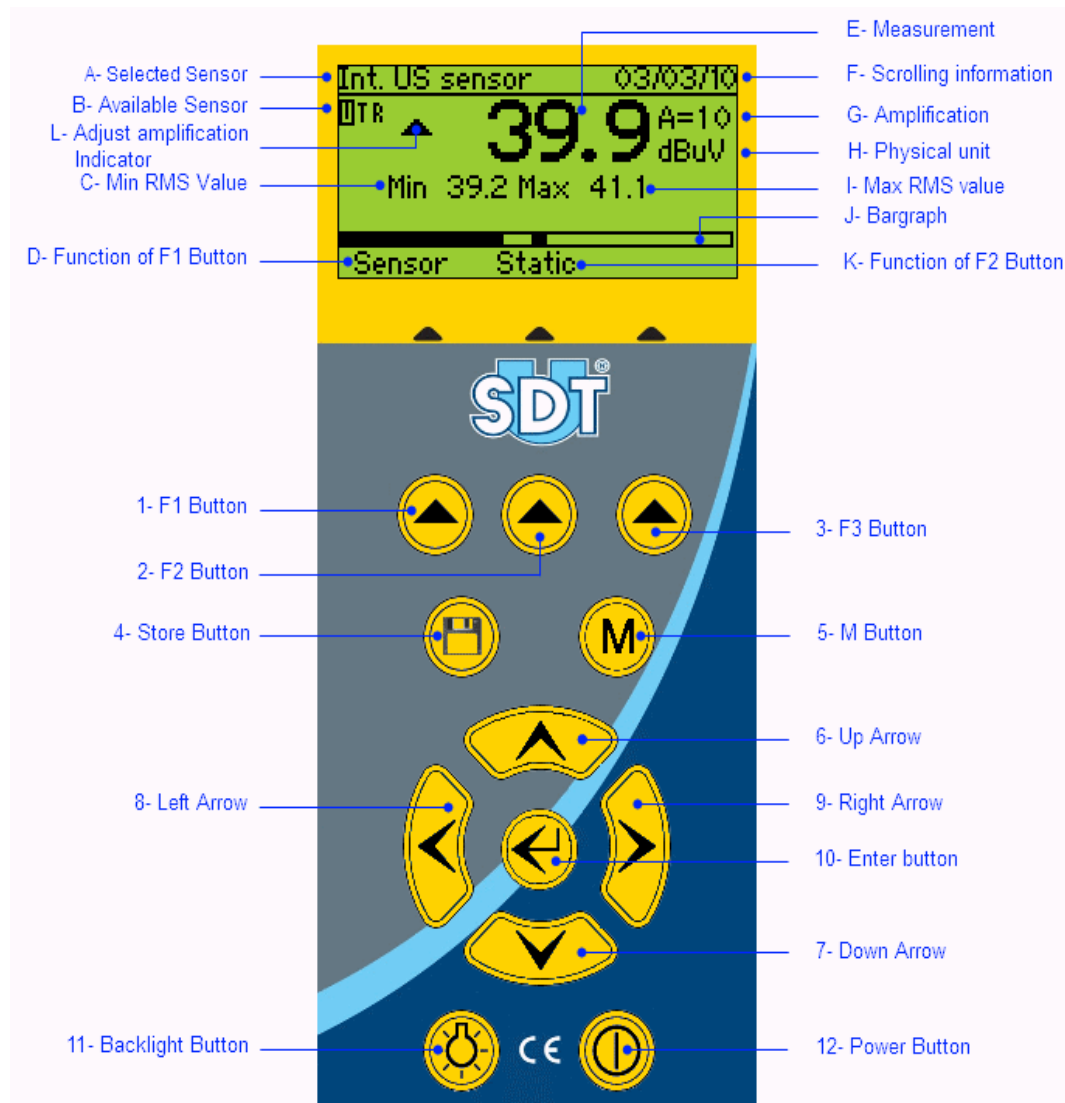 E- Measurement
A- Selected Sensor
F- Scrolling information
B- Available Sensor
G- Amplification
L- Adjust amplification
Indicator
H- Physical unit
C- Min RMS Value
I- Max RMS value
J- Bargraph
D- Function of F1 Button
K- Function of F2 Button
Int. US sensor 03/03/10
UTR 39.9 A=10
dBuV
Min 39.2 Max 41.1
Sensor Static
SDT ©
1- F1 Button
2- F2 Button
3- F3 Button
4- Store Button
M
5- M Button
6- Up Arrow
8- Left Arrow
9- Right Arrow
10- Enter button
7- Down Arrow
11- Backlight Button
CE
12- Power Button